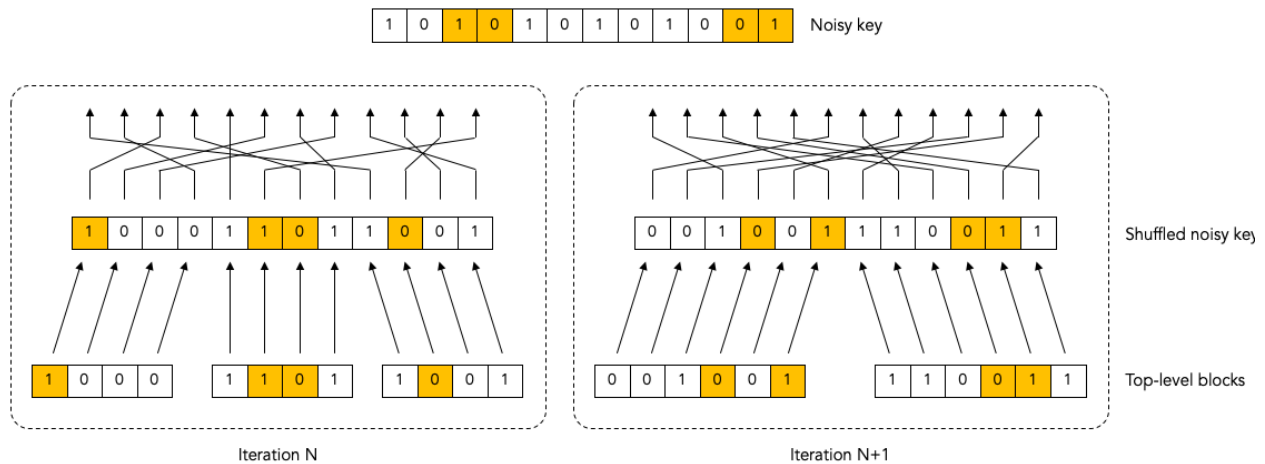 1 0 1 0 1 0 1 0 1 0 0 1 Noisy key
1 0 0 0 1 1 0 1 1 0 0 1
0 0 1 0 0 1 1 1 0 0 1 1 Shuffled noisy key
1 0 0 0
1 1 0 1
1 0 0 1
0 0 1 0 0 1
1 1 0 0 1 1 Top-level blocks
Iteration N
Iteration N+1